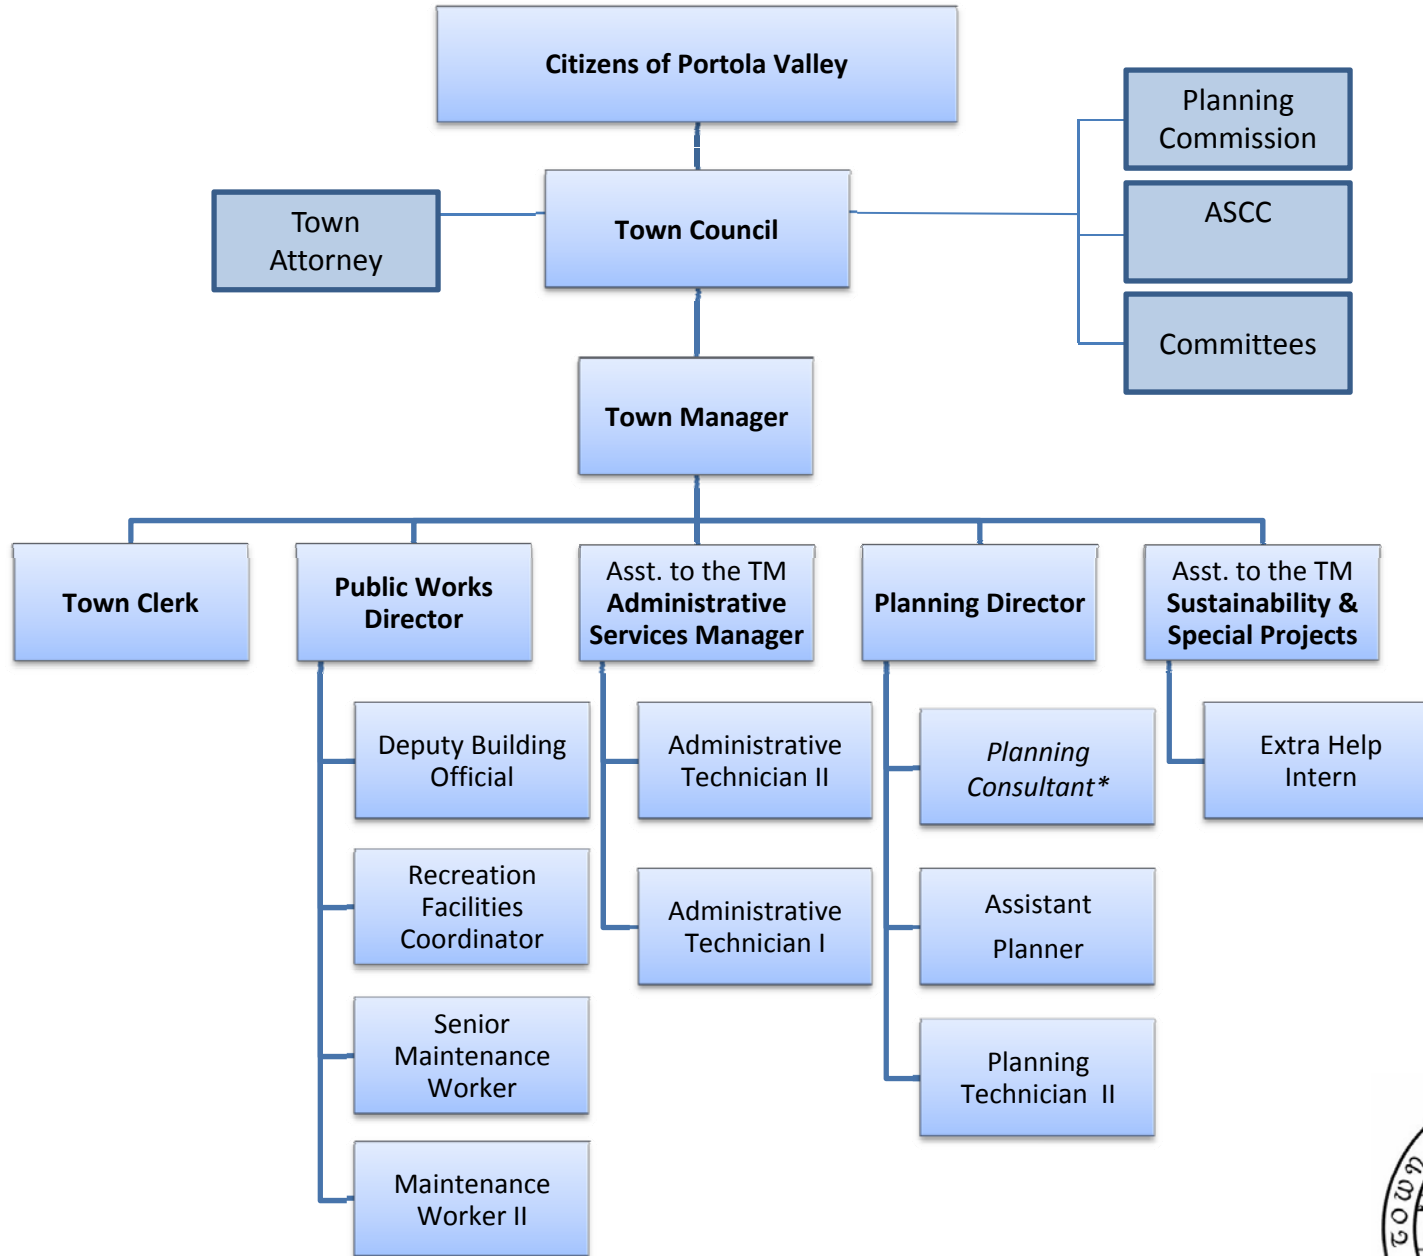 Citizens of Portola Valley
Planning
Commission
Town
Attorney
Town Council
ASCC
Committees
Town Manager
Town Clerk
Public Works
Director
Asst. to the TM
Administrative
Services Manager
Planning Director
Asst. to the TM
Sustainability &
Special Projects
Deputy Building
Official
Recreation
Facilities
Coordinator
Senior
Maintenance
Worker
Maintenance
Worker II
Administrative
Technician II
Administrative
Technician I
Planning
Consultant*
Assistant
Planner
Planning
Technician II
Extra Help
Intern
TOWN